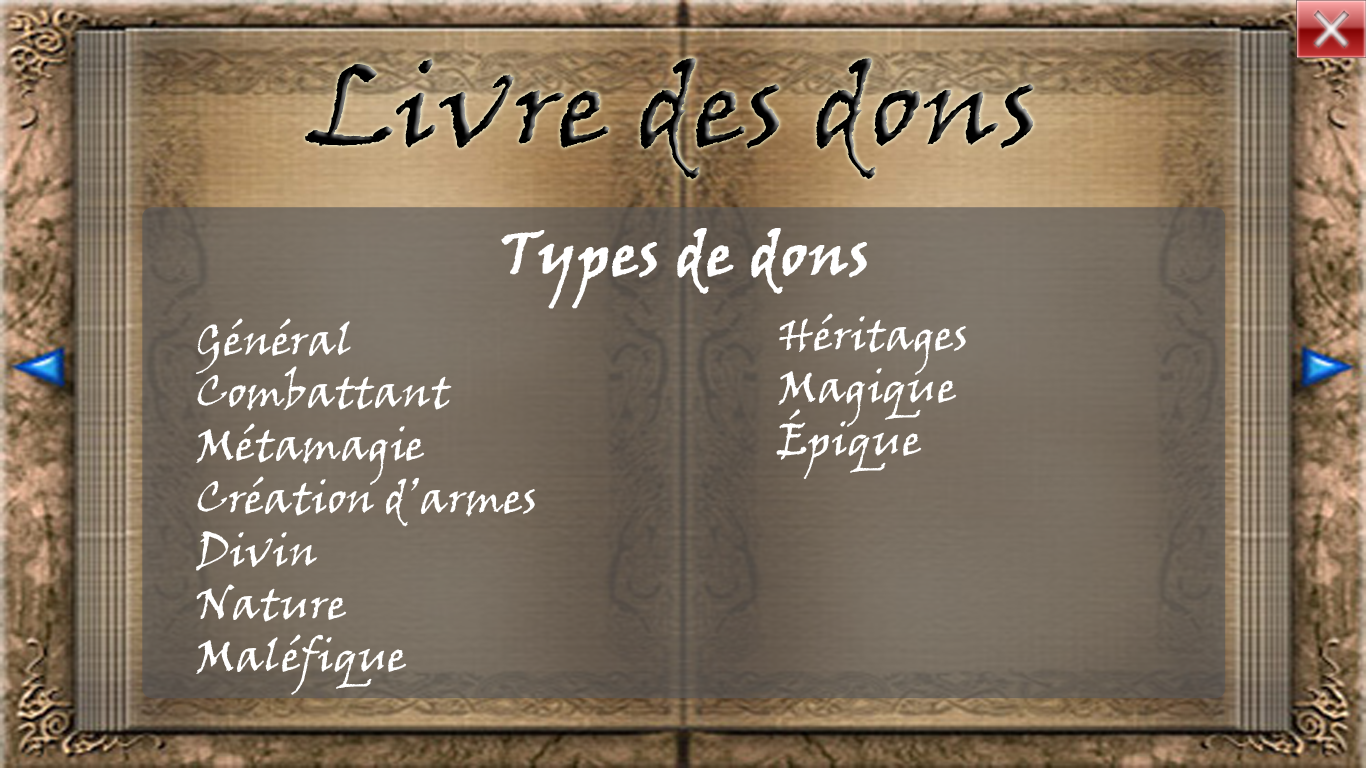 Livre des dons
Types de dons
Général
Combattant
Métamagie
Création d'armes
Divin
Nature
Maléfique
Héritages
Magique
Épique